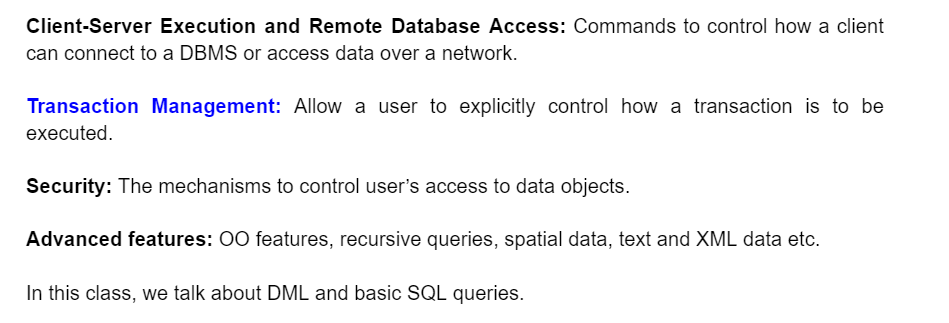 Client-Server Execution and Remote Database Access: Commands to control how a client
can connect to a DBMS or access data over a network.
Transaction Management: Allow a user to explicitly control how a transaction is to be
executed.
Security: The mechanisms to control user’s access to data objects.
Advanced features: OO features, recursive queries, spatial data, text and XML data etc.
In this class, we talk about DML and basic SQL queries.